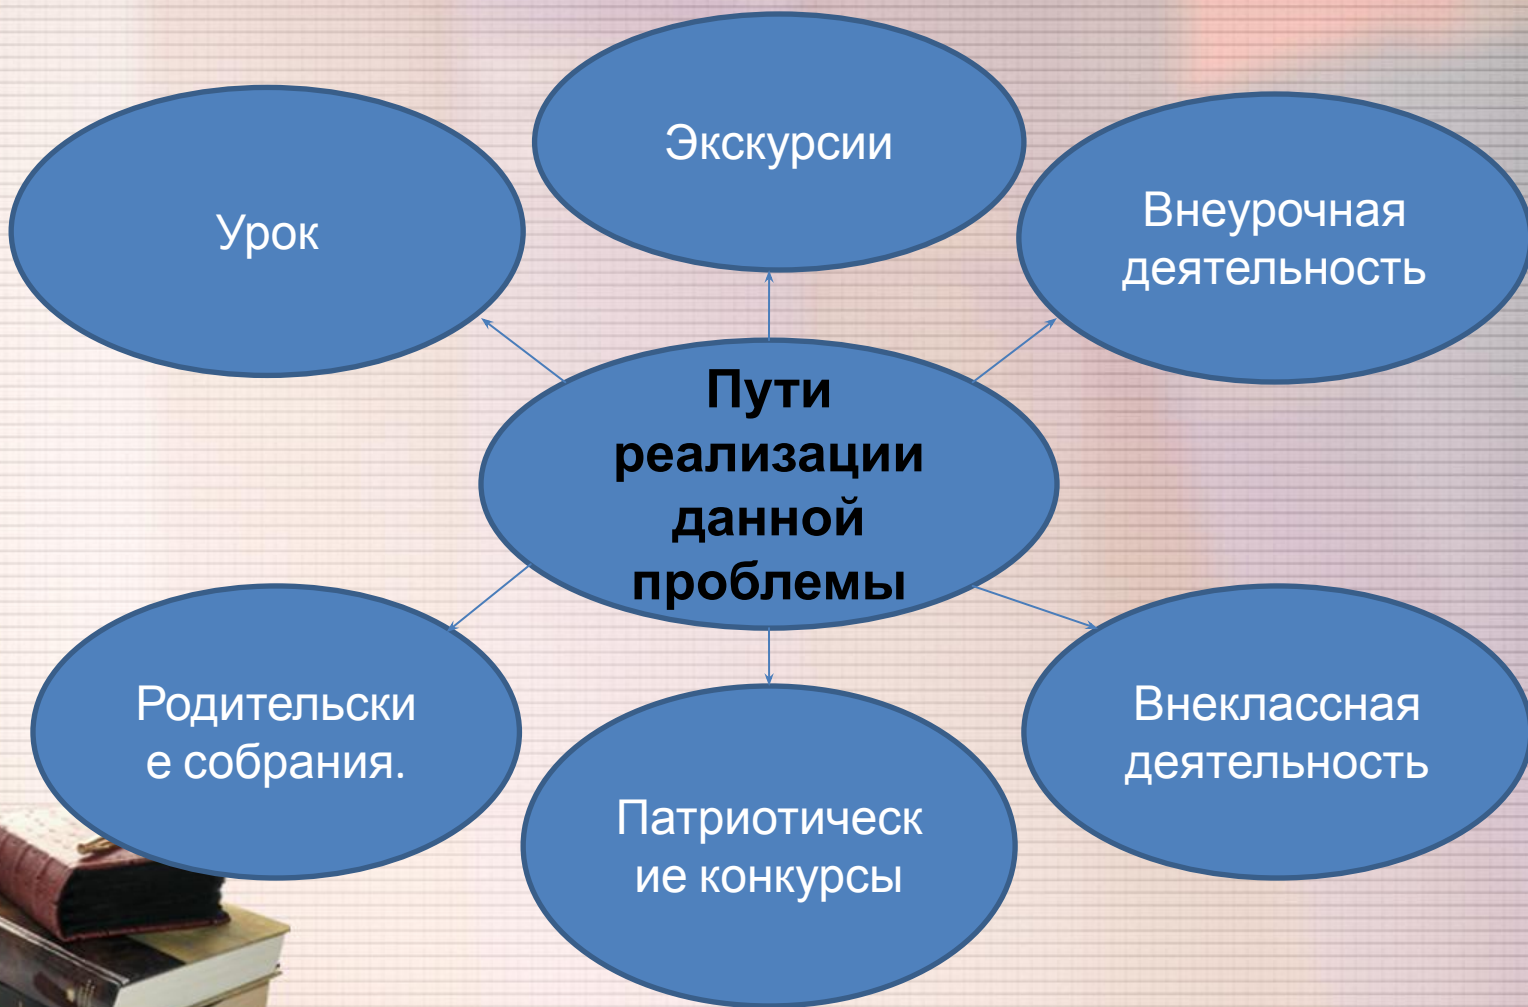 Экскурсии
Урок
Внеурочная
деятельность
Пути
реализации
данной
проблемы
Родительски
е собрания.
Патриотическ
ие конкурсы
Внеклассная
деятельность